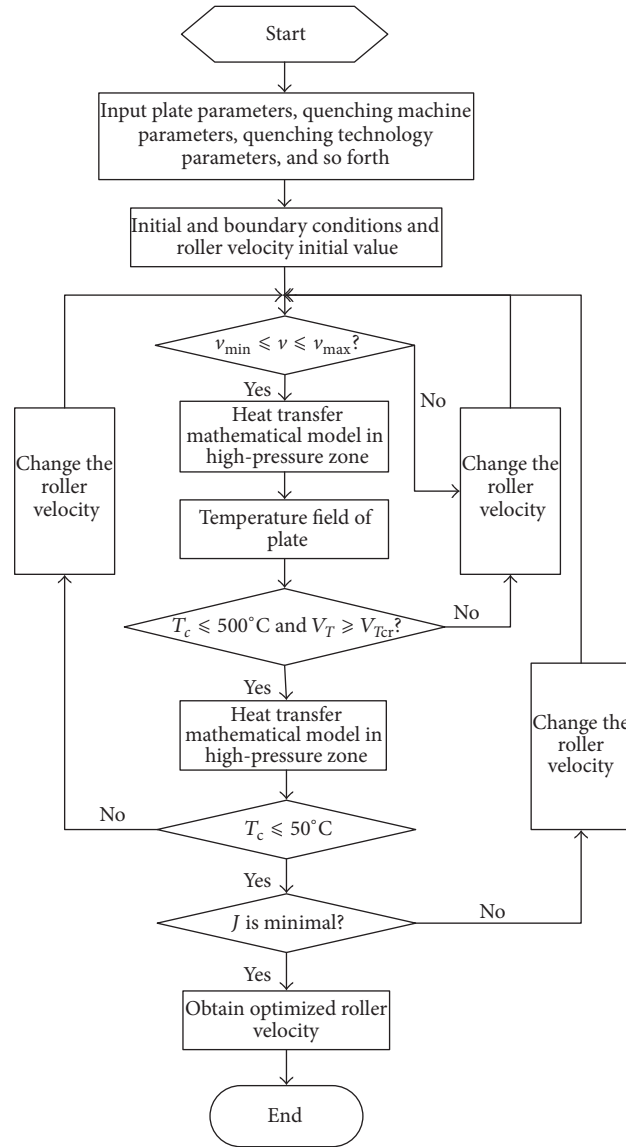 Start
Input plate parameters, quenching machine
parameters, quenching technology
parameters, and so forth
Initial and boundary conditions and
roller velocity initial value
v_min ⩽ v ⩽ v_max?
Yes
No
Heat transfer
mathematical model in
high-pressure zone
Change the
roller
velocity
Change the
roller
velocity
Temperature field of
plate
T_c ⩽ 500°C and V_T ⩾ V_Tcr?
No
Yes
Heat transfer
mathematical model in
high-pressure zone
Change the
roller
velocity
No
T_c ⩽ 50°C
Yes
J is minimal?
No
Yes
Obtain optimized roller
velocity
End